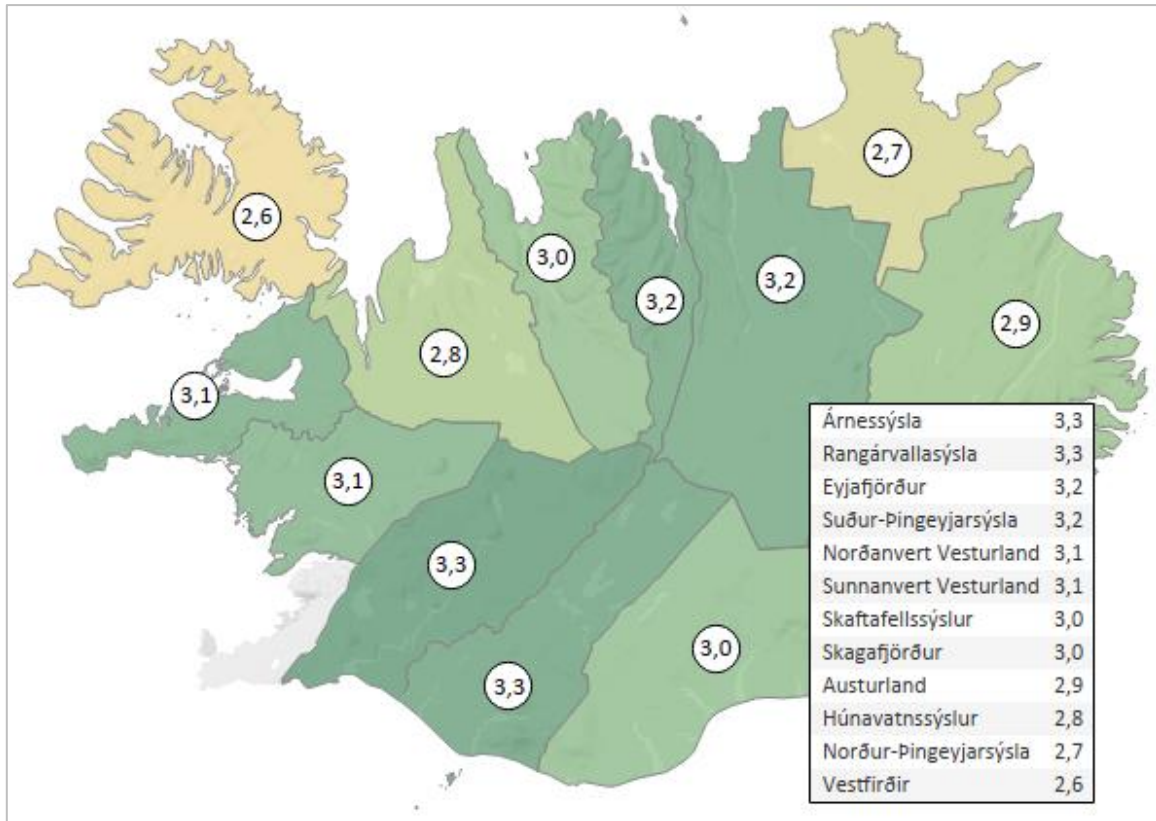 2,7
2,6
3,0
3,2
3,2
2,9
2,8
3,1
3,1
3,3
3,0
3,3
Árnessýsla 3,3
Rangárvallasýsla 3,3
Eyjafjörður 3,2
Suður-Þingeyjarsýsla 3,2
Norðanvert Vesturland 3,1
Sunnanvert Vesturland 3,1
Skaftafellssýslur 3,0
Skagafjörður 3,0
Austurland 2,9
Húnavatnssýslur 2,8
Norður-Þingeyjarsýsla 2,7
Vestfirðir 2,6